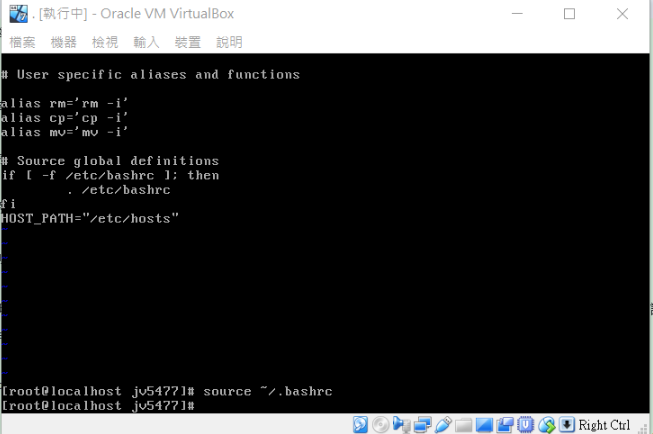 . [執行中] - Oracle VM VirtualBox
檔案 機器 檢視 輸入 裝置 說明
# User specific aliases and functions
alias rm='rm -i'
alias cp='cp -i'
alias mv='mv -i'
# Source global definitions
if [ -f /etc/bashrc ]; then
. /etc/bashrc
fi
HOST_PATH="/etc/hosts"
~
~
~
~
~
~
~
~
~
~
~
[root@localhost jv5477]# source ~/.bashrc
[root@localhost jv5477]#
Right Ctrl